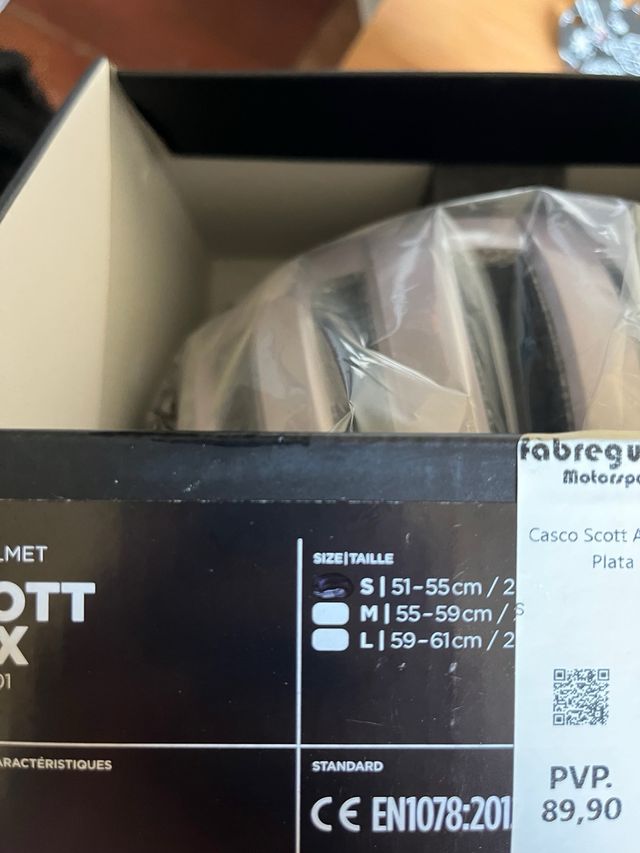 LMET
OTT
X
01
ARACTÉRISTIQUES
SIZE|TAILLE
S | 51-55cm / 2
M | 55-59cm / S
L | 59-61cm / 2
STANDARD
CE EN1078:201
fabregu
Motorspo
Casco Scott A
Plata
PVP.
89,90